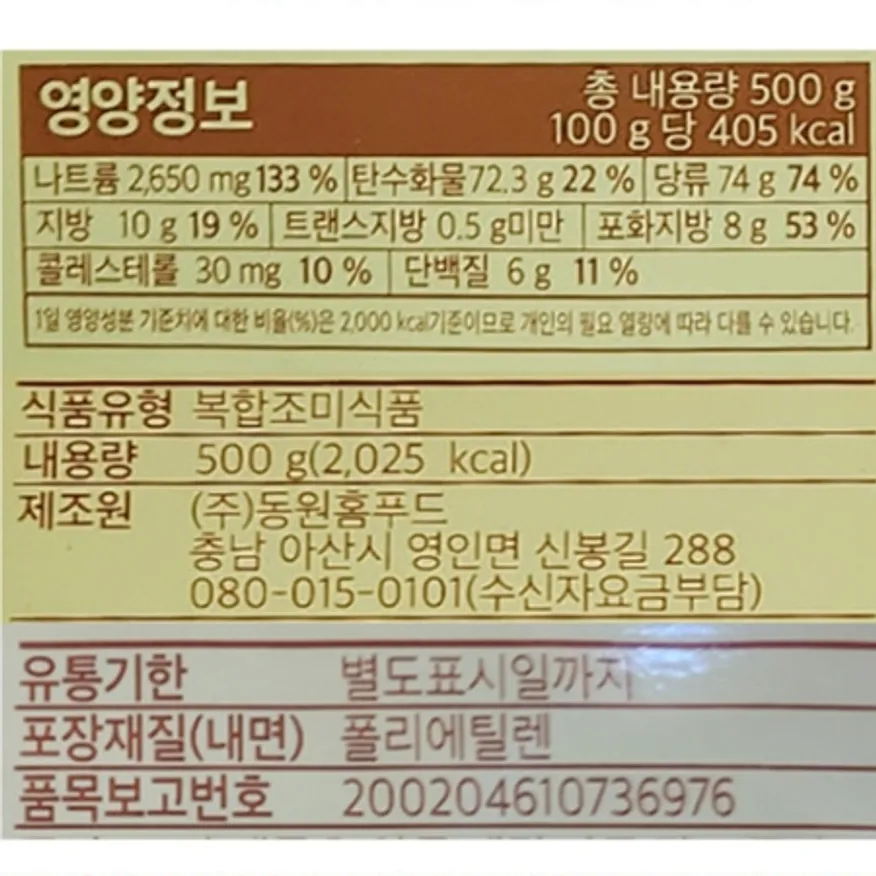 영양정보
총 내용량 500 g
100 g 당 405 kcal
나트륨 2,650 mg 133 % 탄수화물 72.3 g 22 % 당류 74 g 74 %
지방 10 g 19 % 트랜스지방 0.5 g미만 포화지방 8 g 53 %
콜레스테롤 30 mg 10 % 단백질 6 g 11 %
1일 영양성분 기준치에 대한 비율(%)은 2,000 kcal기준이므로 개인의 필요 열량에 따라 다를 수 있습니다.
식품유형 복합조미식품
내용량 500 g(2,025 kcal)
제조원 (주)동원홈푸드
충남 아산시 영인면 신봉길 288
080-015-0101(수신자요금부담)
유통기한 별도표시일까지
포장재질(내면) 폴리에틸렌
품목보고번호 200204610736976